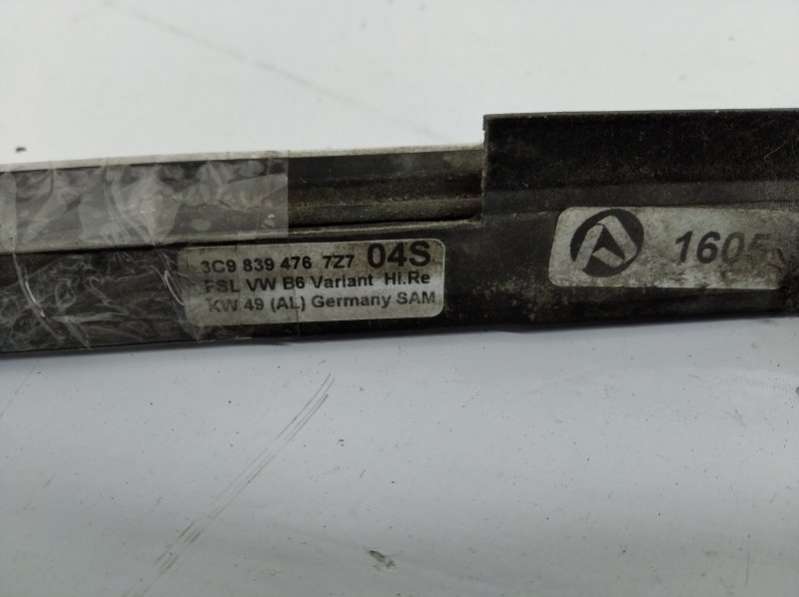 3C9 839 476 7Z7 04S
FSL VW B6 Variant Hi.Re
KW 49 (AL) Germany SAM
1605